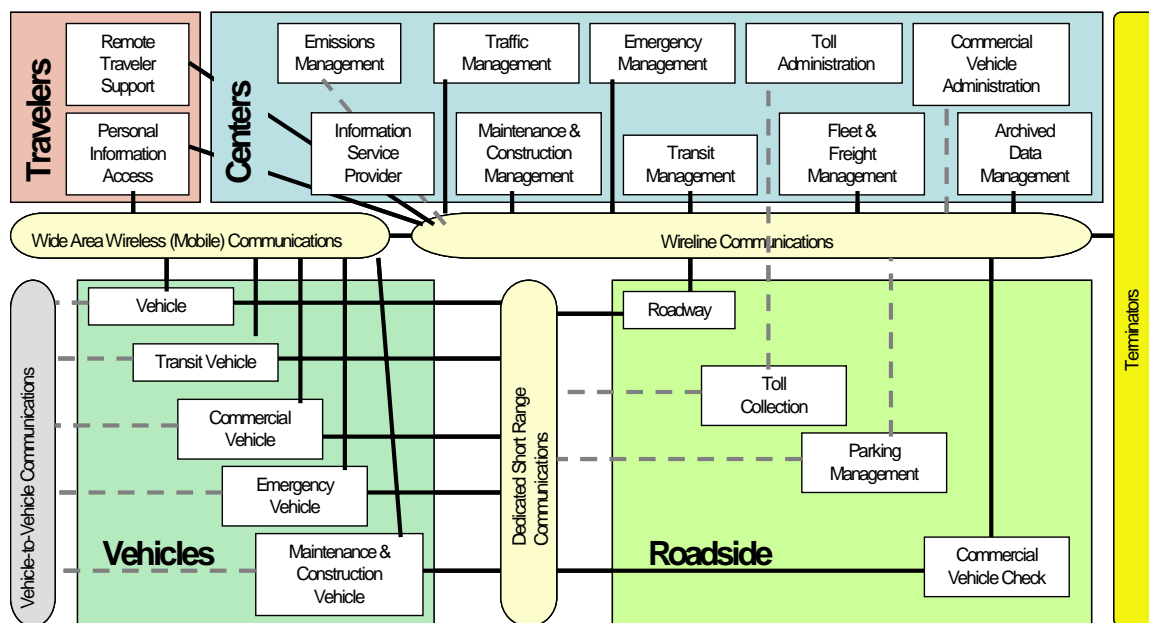 Travelers
Remote
Traveler
Support
Personal
Information
Access
Centers
Emissions
Management
Traffic
Management
Emergency
Management
Toll
Administration
Commercial
Vehicle
Administration
Information
Service
Provider
Maintenance &
Construction
Management
Transit
Management
Fleet &
Freight
Management
Archived
Data
Management
Wide Area Wireless (Mobile) Communications
Wireline Communications
Terminators
Vehicle-to-Vehicle Communications
Vehicle
Transit Vehicle
Commercial
Vehicle
Emergency
Vehicle
Maintenance &
Construction
Vehicle
Vehicles
Dedicated Short Range
Communications
Roadway
Toll
Collection
Parking
Management
Commercial
Vehicle Check
Roadside